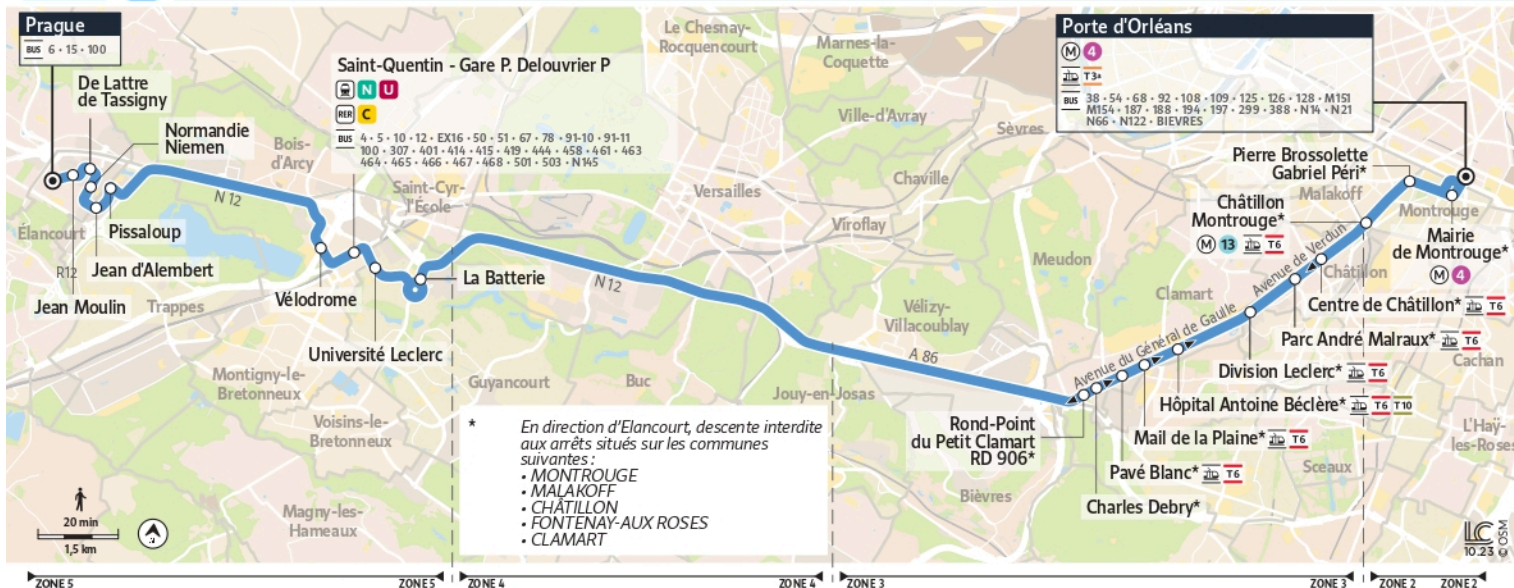 Prague
BUS 6 • 15 • 100
De Lattre
de Tassigny
Normandie
Niemen
Bois-
d'Arcy
Saint-Quentin - Gare P. Delouvrier P
N U
RER C
BUS 4 • 5 • 10 • 12 • EX16 • 50 • 51 • 67 • 78 • 91-10 • 91-11
100 • 307 • 401 • 414 • 415 • 419 • 444 • 458 • 461 • 463
464 • 465 • 466 • 467 • 468 • 501 • 503 • N145
Le Chesnay-
Rocquencourt
Marnes-la-
Coquette
Ville-d'Avray
Sèvres
Porte d'Orléans
M 4
T3a
BUS 38 • 54 • 68 • 92 • 108 • 109 • 125 • 126 • 128 • M151
M154 • 187 • 188 • 194 • 197 • 299 • 388 • N14 • N21
N66 • N122 • BIEVRES
Pierre Brossolette
Gabriel Péri*
Malakoff
Montrouge
Châtillon
Montrouge*
M 13 T6
Mairie
de Montrouge*
M 4
Élancourt
R12
Pissaloup
Jean d'Alembert
Jean Moulin
Trappes
N 12
Saint-Cyr-
l'École
Versailles
Chaville
Viroflay
Vélodrome
La Batterie
Université Leclerc
N 12
Meudon
Vélizy-
Villacoublay
A 86
Clamart
Avenue de Verdun
Châtillon
Avenue du Général de Gaulle
Centre de Châtillon* T6
Parc André Malraux* T6
Cachan
Division Leclerc* T6
Hôpital Antoine Béclère* T6 T10
Mail de la Plaine* T6
Pavé Blanc* T6
Charles Debry*
Rond-Point
du Petit Clamart
RD 906*
L'Haÿ-
les-Roses
Sceaux
Bièvres
Montigny-le-
Bretonneux
Voisins-le-
Bretonneux
Guyancourt
Buc
Jouy-en-Josas
Magny-les-
Hameaux
* En direction d'Elancourt, descente interdite
aux arrêts situés sur les communes
suivantes :
• MONTROUGE
• MALAKOFF
• CHÂTILLON
• FONTENAY-AUX ROSES
• CLAMART
20 min
1,5 km
LC
10.23
© OSM
ZONE 5 ZONE 5 ZONE 4 ZONE 4 ZONE 3 ZONE 3 ZONE 2 ZONE 2